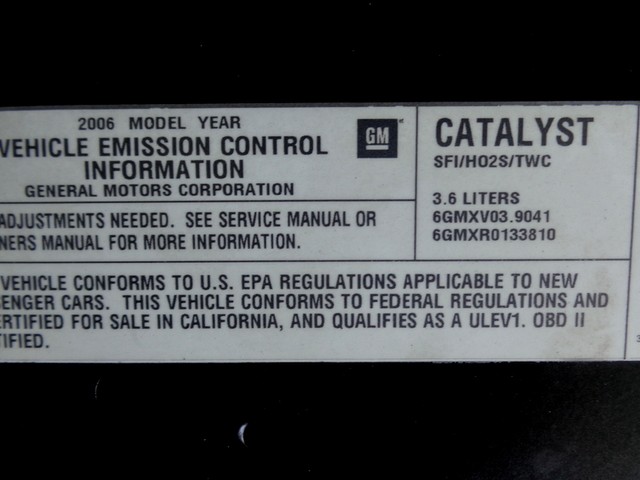 2006 MODEL YEAR
VEHICLE EMISSION CONTROL
INFORMATION
GENERAL MOTORS CORPORATION
GM
CATALYST
SFI/HO2S/TWC
3.6 LITERS
6GMXV03.9041
6GMXR0133810
ADJUSTMENTS NEEDED. SEE SERVICE MANUAL OR
NERS MANUAL FOR MORE INFORMATION.
VEHICLE CONFORMS TO U.S. EPA REGULATIONS APPLICABLE TO NEW
ENGER CARS. THIS VEHICLE CONFORMS TO FEDERAL REGULATIONS AND
ERTIFIED FOR SALE IN CALIFORNIA, AND QUALIFIES AS A ULEV1. OBD II
TIFIED.